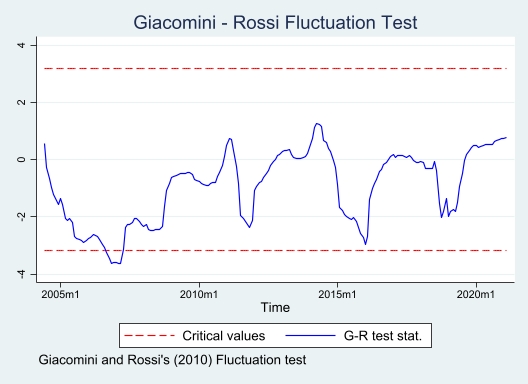 Giacomini - Rossi Fluctuation Test
4
2
0
-2
-4
2005m1 2010m1 2015m1 2020m1
Time
Critical values G-R test stat.
Giacomini and Rossi's (2010) Fluctuation test